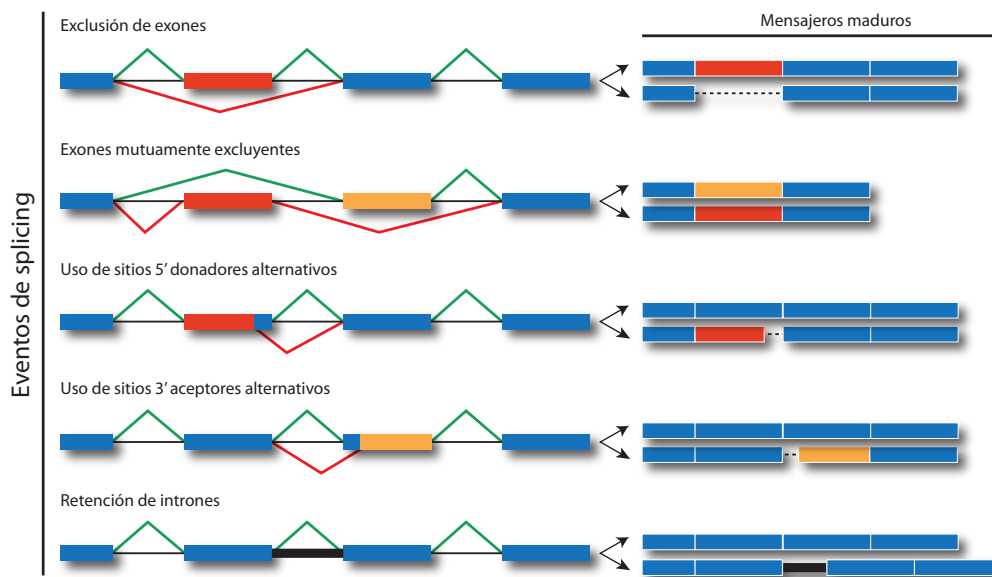 Eventos de splicing
Mensajeros maduros
Exclusión de exones
Exones mutuamente excluyentes
Uso de sitios 5’ donadores alternativos
Uso de sitios 3’ aceptores alternativos
Retención de intrones